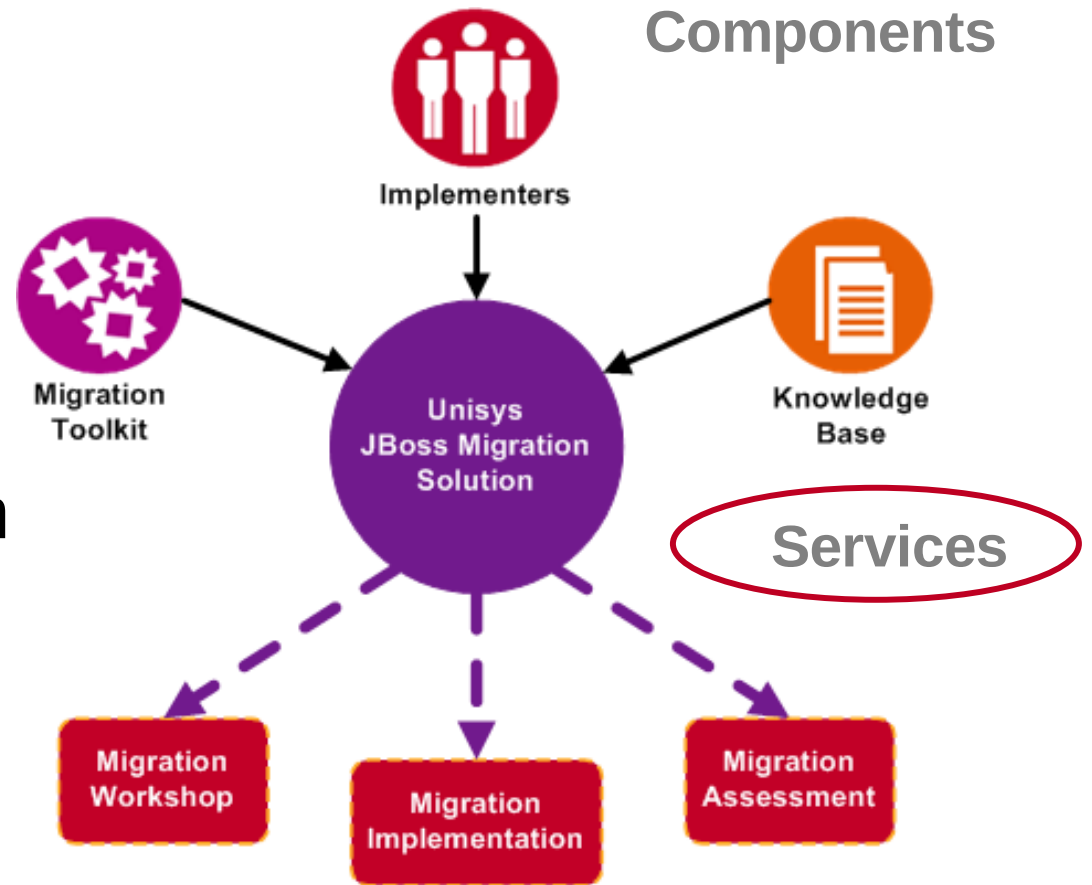 Components
Implementers
Migration
Toolkit
Knowledge
Base
Unisys
JBoss Migration
Solution
n
Services
Migration
Workshop
Migration
Implementation
Migration
Assessment